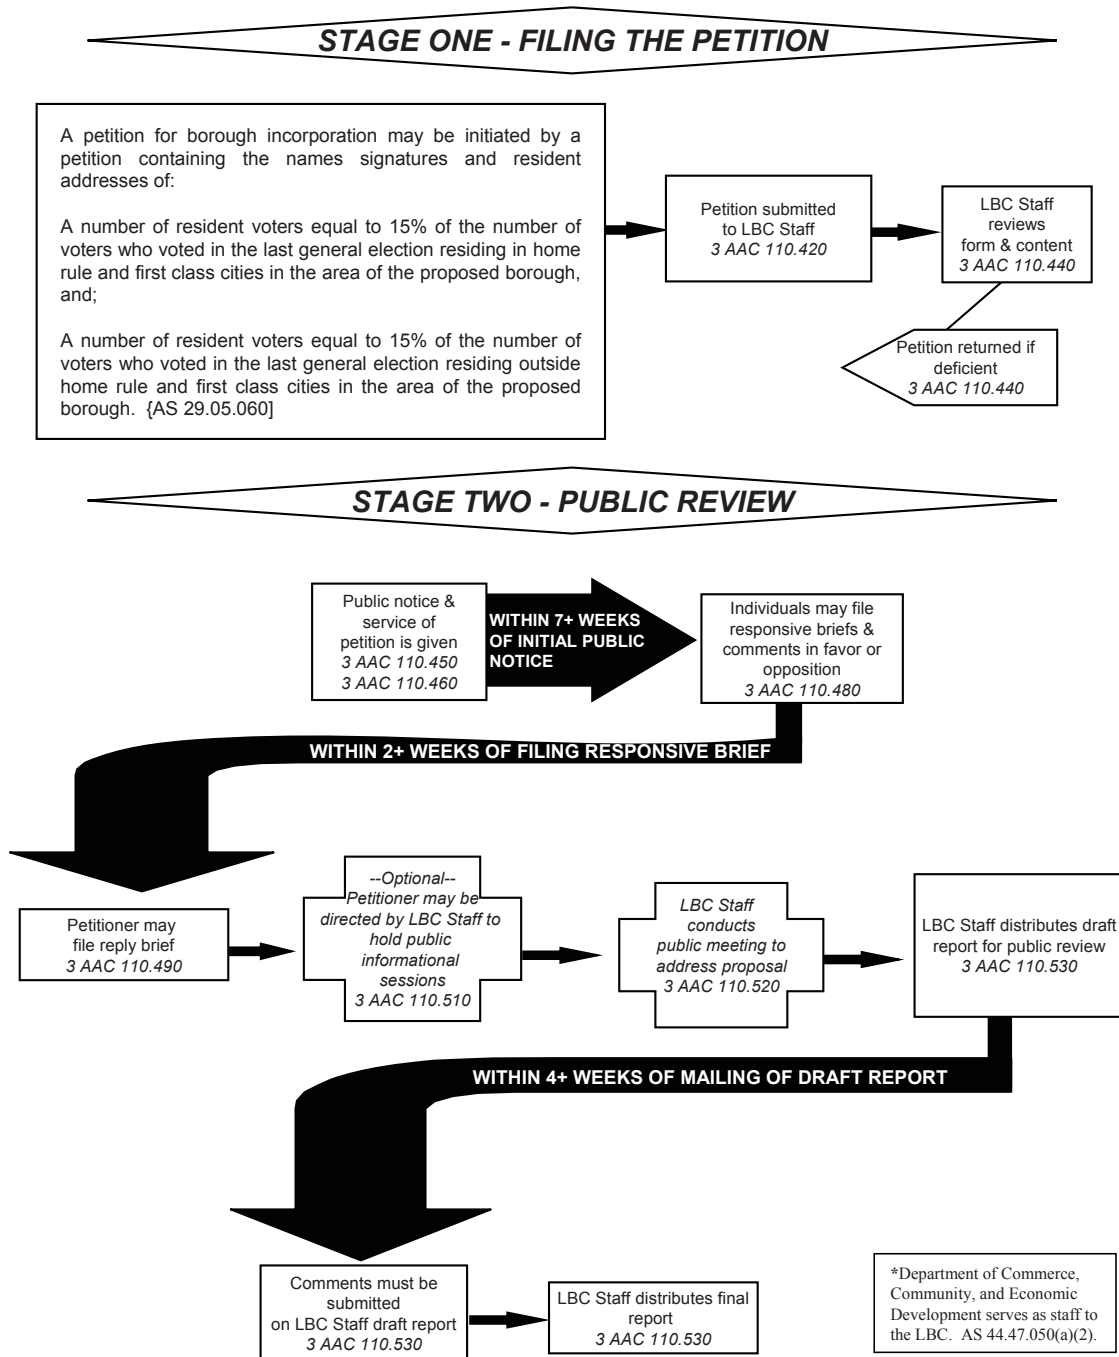 STAGE ONE - FILING THE PETITION
A petition for borough incorporation may be initiated by a
petition containing the names signatures and resident
addresses of:
A number of resident voters equal to 15% of the number of
voters who voted in the last general election residing in home
rule and first class cities in the area of the proposed borough,
and;
A number of resident voters equal to 15% of the number of
voters who voted in the last general election residing outside
home rule and first class cities in the area of the proposed
borough. {AS 29.05.060]
Petition submitted
to LBC Staff
3 AAC 110.420
LBC Staff
reviews
form & content
3 AAC 110.440
Petition returned if
deficient
3 AAC 110.440
STAGE TWO - PUBLIC REVIEW
Public notice &
service of
petition is given
3 AAC 110.450
3 AAC 110.460
WITHIN 7+ WEEKS
OF INITIAL PUBLIC
NOTICE
Individuals may file
responsive briefs &
comments in favor or
opposition
3 AAC 110.480
WITHIN 2+ WEEKS OF FILING RESPONSIVE BRIEF
Petitioner may
file reply brief
3 AAC 110.490
--Optional--
Petitioner may be
directed by LBC Staff to
hold public
informational
sessions
3 AAC 110.510
LBC Staff
conducts
public meeting to
address proposal
3 AAC 110.520
LBC Staff distributes draft
report for public review
3 AAC 110.530
WITHIN 4+ WEEKS OF MAILING OF DRAFT REPORT
Comments must be
submitted
on LBC Staff draft report
3 AAC 110.530
LBC Staff distributes final
report
3 AAC 110.530
*Department of Commerce,
Community, and Economic
Development serves as staff to
the LBC. AS 44.47.050(a)(2).